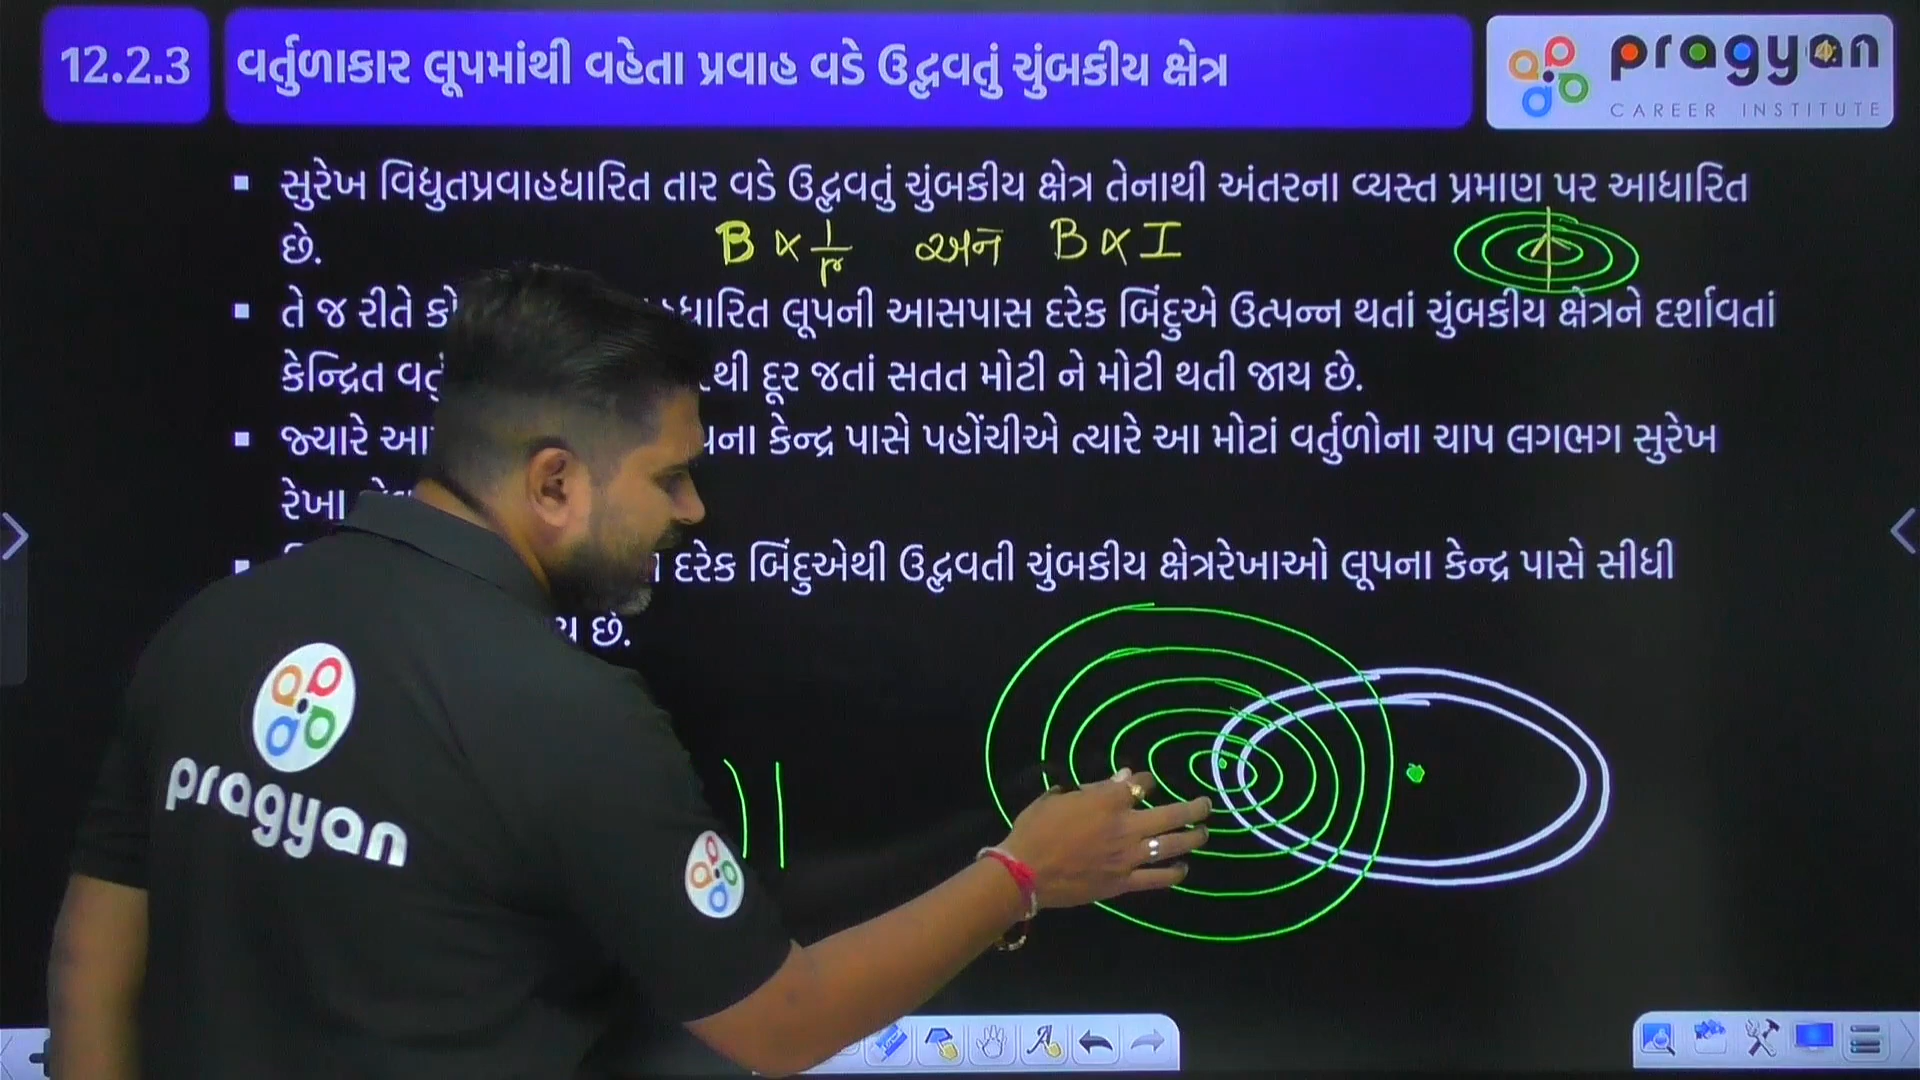 12.2.3
વર્તુળાકાર લૂપમાંથી વહેતા પ્રવાહ વડે ઉદ્ભવતું ચુંબકીય ક્ષેત્ર
pragyan
CAREER INSTITUTE
▪ સુરેખ વિદ્યુતપ્રવાહધારિત તાર વડે ઉદ્ભવતું ચુંબકીય ક્ષેત્ર તેનાથી અંતરના વ્યસ્ત પ્રમાણ પર આધારિત
છે.
B ∝ 1/r અને B ∝ I
▪ તે જ રીતે ધારિત લૂપની આસપાસ દરેક બિંદુએ ઉત્પન્ન થતાં ચુંબકીય ક્ષેત્રને દર્શાવતાં
કેન્દ્રિત થી દૂર જતાં સતત મોટી ને મોટી થતી જાય છે.
▪ જ્યારે ના કેન્દ્ર પાસે પહોંચીએ ત્યારે આ મોટાં વર્તુળોના ચાપ લગભગ સુરેખ
રેખા
▪ દરેક બિંદુએથી ઉદ્ભવતી ચુંબકીય ક્ષેત્રરેખાઓ લૂપના કેન્દ્ર પાસે સીધી
છે.
pragyan